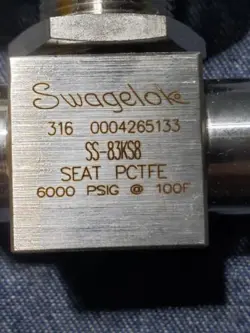 Swagelok
316 0004265133
SS-83KS8
SEAT PCTFE
6000 PSIG @ 100F